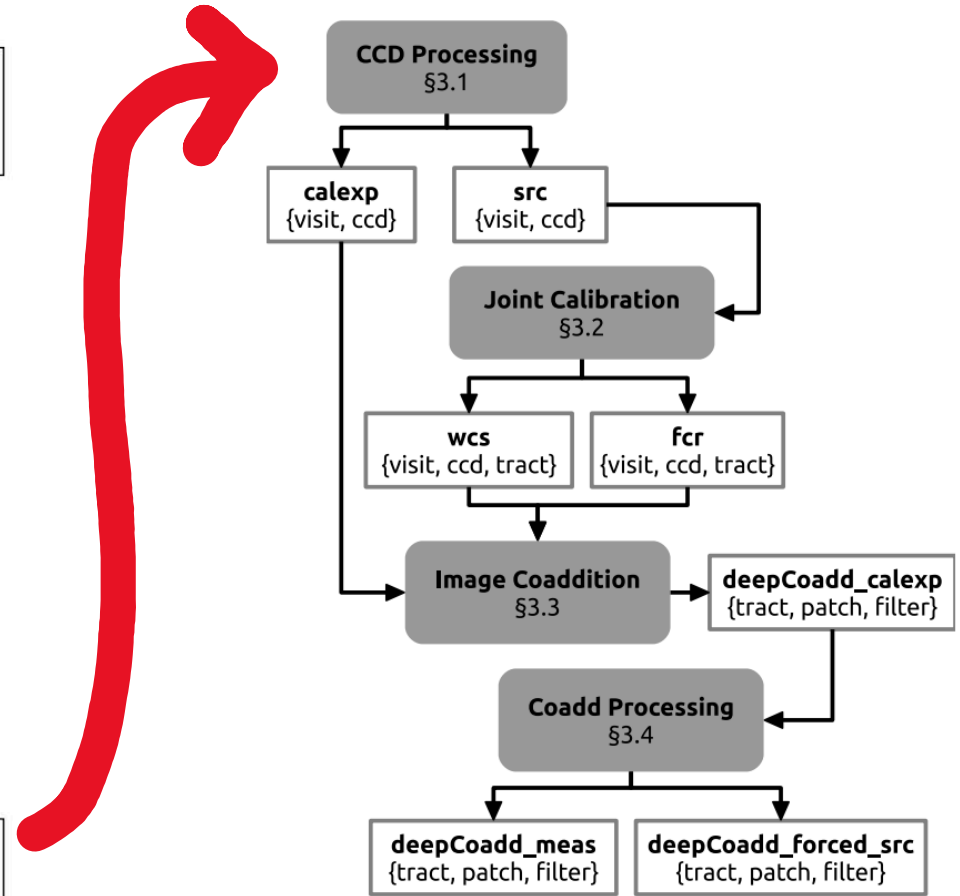 CCD Processing
§3.1
calexp
{visit, ccd}
src
{visit, ccd}
Joint Calibration
§3.2
wcs
{visit, ccd, tract}
fcr
{visit, ccd, tract}
Image Coaddition
§3.3
deepCoadd_calexp
{tract, patch, filter}
Coadd Processing
§3.4
deepCoadd_meas
{tract, patch, filter}
deepCoadd_forced_src
{tract, patch, filter}